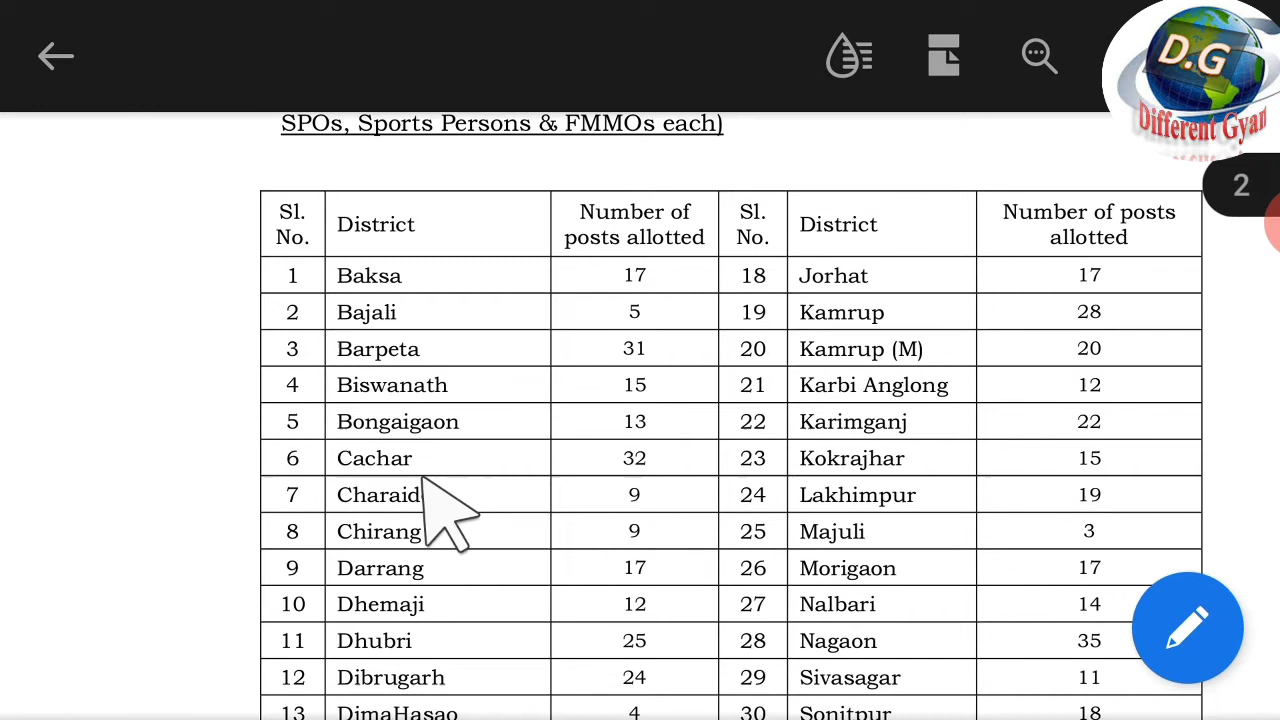 D.G
Different Gyan
SPOs, Sports Persons & FMMOs each)
2
Sl. No. District Number of posts allotted Sl. No. District Number of posts allotted
1 Baksa 17 18 Jorhat 17
2 Bajali 5 19 Kamrup 28
3 Barpeta 31 20 Kamrup (M) 20
4 Biswanath 15 21 Karbi Anglong 12
5 Bongaigaon 13 22 Karimganj 22
6 Cachar 32 23 Kokrajhar 15
7 9 24 Lakhimpur 19
8 Chirang 9 25 Majuli 3
9 Darrang 17 26 Morigaon 17
10 Dhemaji 12 27 Nalbari 14
11 Dhubri 25 28 Nagaon 35
12 Dibrugarh 24 29 Sivasagar 11
13 DimaHasao 4 30 Sonitpur 18